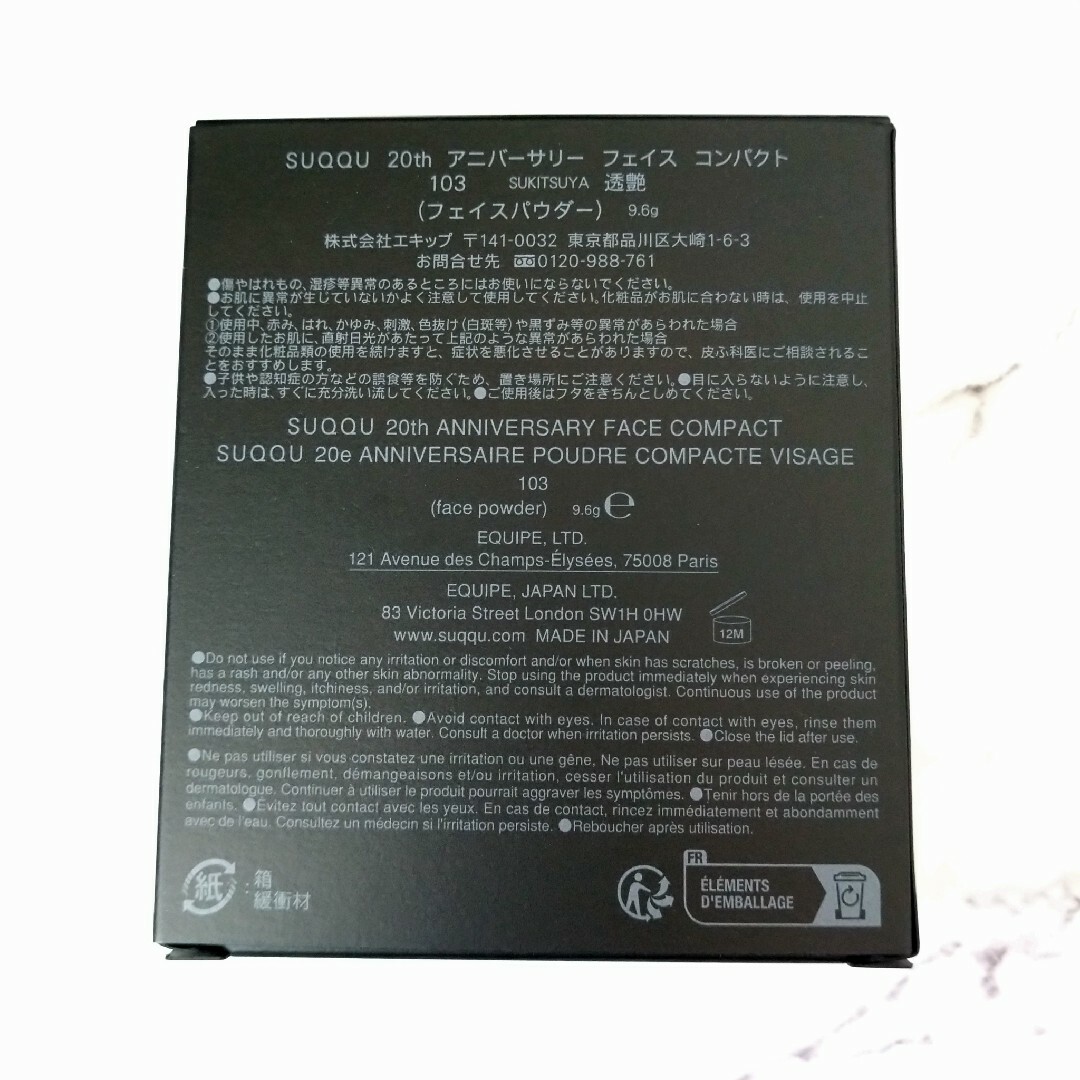 SUQQU 20th アニバーサリー フェイス コンパクト
103 SUKITSUYA 透艶
(フェイスパウダー) 9.6g
株式会社エキップ 〒141-0032 東京都品川区大崎1-6-3
お問合せ先 0120-988-761
●傷やはれもの、湿疹等異常のあるところにはお使いにならないでください。
●お肌に異常が生じていないかよく注意して使用してください。化粧品がお肌に合わない時は、使用を中止
してください。
①使用中、赤み、はれ、かゆみ、刺激、色抜け(白斑等)や黒ずみ等の異常があらわれた場合
②使用したお肌に、直射日光があたって上記のような異常があらわれた場合
そのまま化粧品類の使用を続けますと、症状を悪化させることがありますので、皮ふ科医にご相談されるこ
とをおすすめします。
●子供や認知症の方などの誤食等を防ぐため、置き場所にご注意ください。●目に入らないように注意し、
入った時は、すぐに充分洗い流してください。●ご使用後はフタをきちんとしめてください。
SUQQU 20th ANNIVERSARY FACE COMPACT
SUQQU 20e ANNIVERSAIRE POUDRE COMPACTE VISAGE
103
(face powder) 9.6g ℮
EQUIPE, LTD.
121 Avenue des Champs-Élysées, 75008 Paris
EQUIPE, JAPAN LTD.
83 Victoria Street London SW1H 0HW
www.suqqu.com MADE IN JAPAN
12M
●Do not use if you notice any irritation or discomfort and/or when skin has scratches, is broken or peeling,
has a rash and/or any other skin abnormality. Stop using the product immediately when experiencing skin
redness, swelling, itchiness, and/or irritation, and consult a dermatologist. Continuous use of the product
may worsen the symptom(s).
●Keep out of reach of children. ●Avoid contact with eyes. In case of contact with eyes, rinse them
immediately and thoroughly with water. Consult a doctor when irritation persists. ●Close the lid after use.
●Ne pas utiliser si vous constatez une irritation ou une gêne, Ne pas utiliser sur peau lésée. En cas de
rougeurs, gonflement, démangeaisons et/ou irritation, cesser l'utilisation du produit et consulter un
dermatologue. Continuer à utiliser le produit pourrait aggraver les symptômes. ●Tenir hors de la portée des
enfants. ●Évitez tout contact avec les yeux. En cas de contact, rincez immédiatement et abondamment
avec de l'eau. Consultez un médecin si l'irritation persiste. ●Reboucher après utilisation.
紙 : 箱
緩衝材
FR
ÉLÉMENTS
D'EMBALLAGE